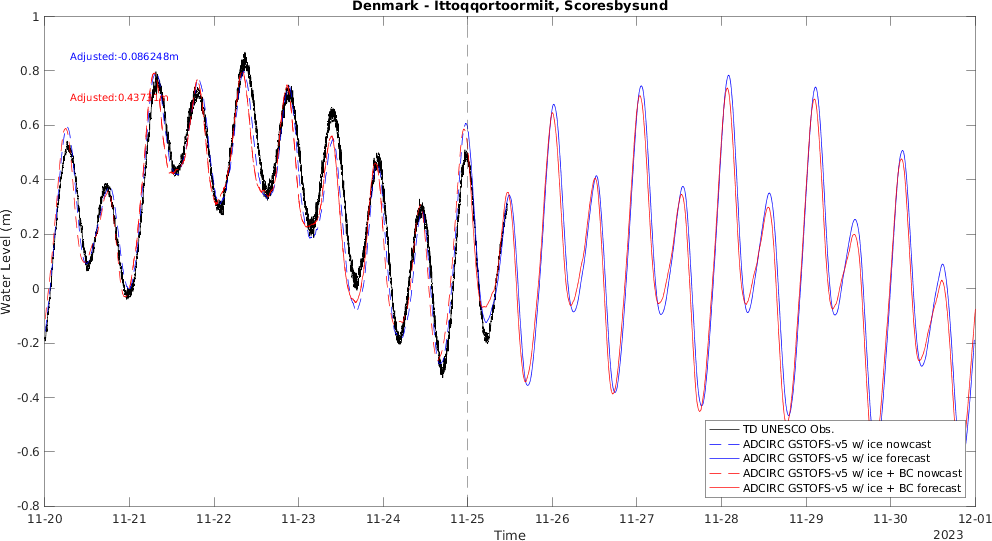 Denmark - Ittoqqortoormiit, Scoresbysund
Adjusted:-0.086248m
Adjusted:0.437
Water Level (m)
1
0.8
0.6
0.4
0.2
0
-0.2
-0.4
-0.6
-0.8
TD UNESCO Obs.
ADCIRC GSTOFS-v5 w/ ice nowcast
ADCIRC GSTOFS-v5 w/ ice forecast
ADCIRC GSTOFS-v5 w/ ice + BC nowcast
ADCIRC GSTOFS-v5 w/ ice + BC forecast
11-20 11-21 11-22 11-23 11-24 11-25 11-26 11-27 11-28 11-29 11-30 12-01
Time
2023